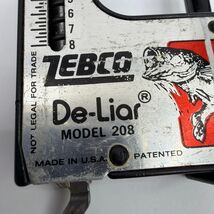 6
7
8
NOT LEGAL FOR TRADE
ZEBCO
De-Liar®
MODEL 208
MADE IN U.S.A. PATENTED